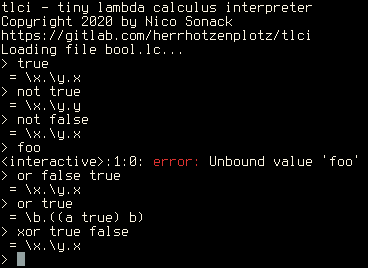 tlci - tiny lambda calculus interpreter
Copyright 2020 by Nico Sonack
https://gitlab.com/herrhotzenplotz/tlci
Loading file bool.lc...
> true
 = \x.\y.x
> not true
 = \x.\y.y
> not false
 = \x.\y.x
> foo
<interactive>:1:0: error: Unbound value 'foo'
> or false true
 = \x.\y.x
> or true
 = \b.((a true) b)
> xor true false
 = \x.\y.x
>